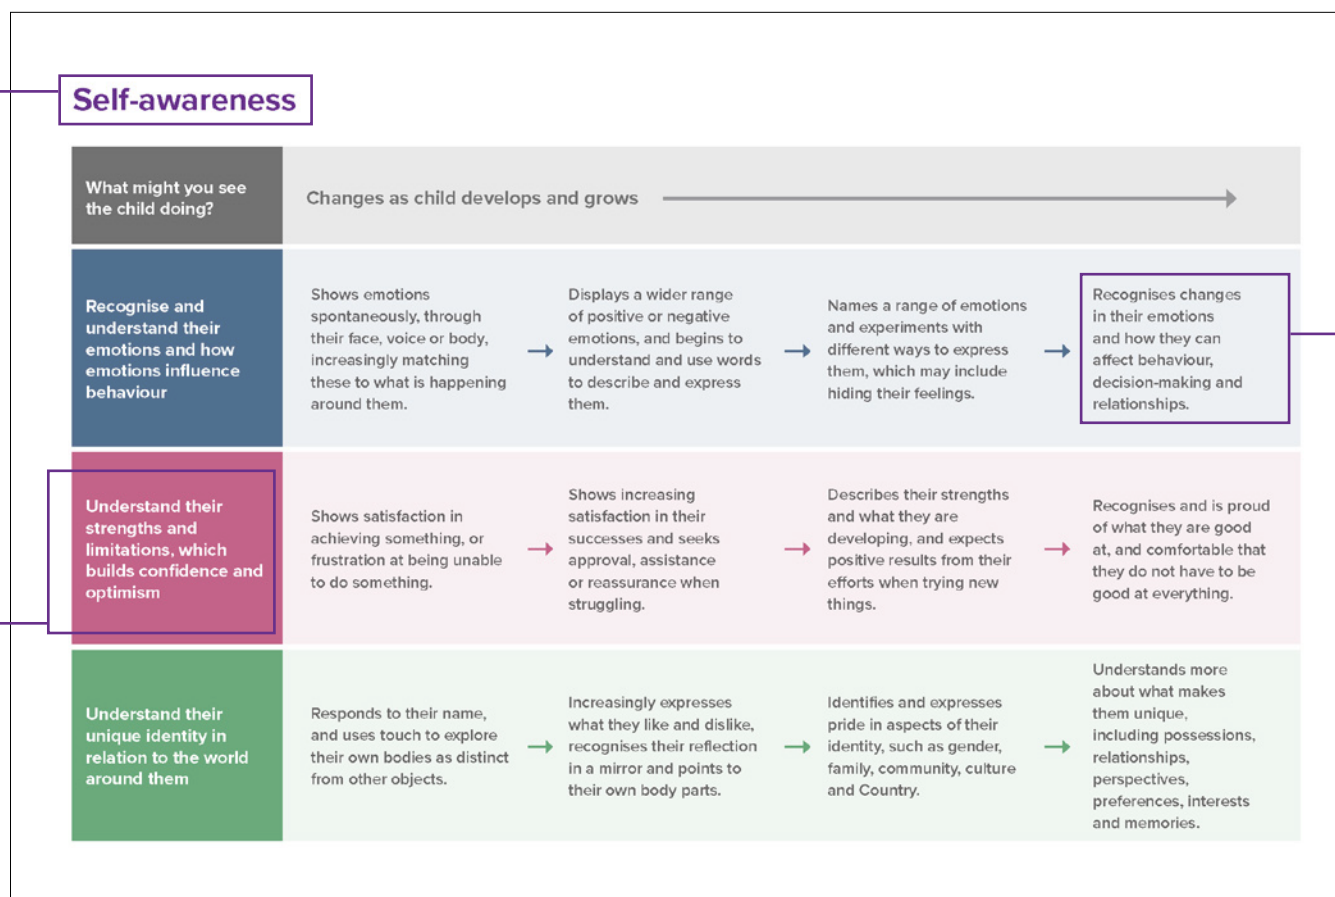 Self-awareness
What might you see
the child doing?
Changes as child develops and grows
Recognise and
understand their
emotions and how
emotions influence
behaviour
Shows emotions
spontaneously, through
their face, voice or body,
increasingly matching
these to what is happening
around them.
Displays a wider range
of positive or negative
emotions, and begins to
understand and use words
to describe and express
them.
Names a range of emotions
and experiments with
different ways to express
them, which may include
hiding their feelings.
Recognises changes
in their emotions
and how they can
affect behaviour,
decision-making and
relationships.
Understand their
strengths and
limitations, which
builds confidence and
optimism
Shows satisfaction in
achieving something, or
frustration at being unable
to do something.
Shows increasing
satisfaction in their
successes and seeks
approval, assistance
or reassurance when
struggling.
Describes their strengths
and what they are
developing, and expects
positive results from their
efforts when trying new
things.
Recognises and is proud
of what they are good
at, and comfortable that
they do not have to be
good at everything.
Understand their
unique identity in
relation to the world
around them
Responds to their name,
and uses touch to explore
their own bodies as distinct
from other objects.
Increasingly expresses
what they like and dislike,
recognises their reflection
in a mirror and points to
their own body parts.
Identifies and expresses
pride in aspects of their
identity, such as gender,
family, community, culture
and Country.
Understands more
about what makes
them unique,
including possessions,
relationships,
perspectives,
preferences, interests
and memories.